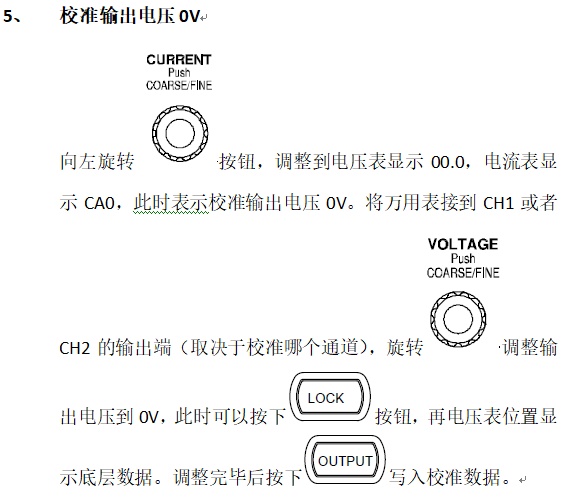 5、 校准输出电压 0V
CURRENT
Push
COARSE/FINE
向左旋转 按钮，调整到电压表显示 00.0，电流表显
示 CA0，此时表示校准输出电压 0V。将万用表接到 CH1 或者
VOLTAGE
Push
COARSE/FINE
CH2 的输出端（取决于校准哪个通道），旋转 调整输
出电压到 0V，此时可以按下 LOCK 按钮，再电压表位置显
示底层数据。调整完毕后按下 OUTPUT 写入校准数据。